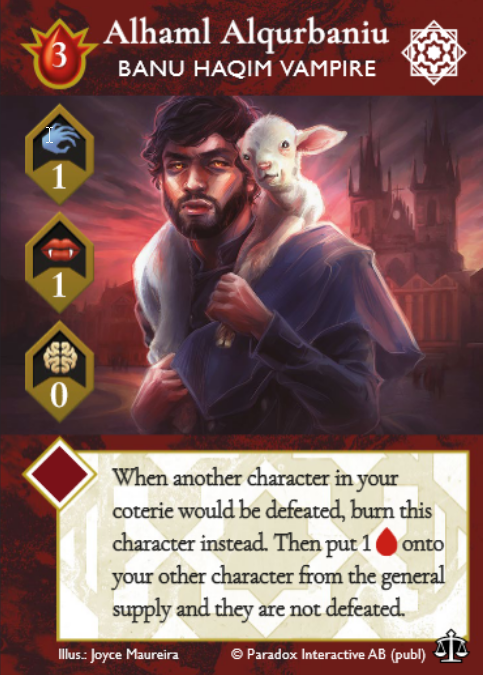 3
Alhaml Alqurbaniu
BANU HAQIM VAMPIRE
1
1
0
When another character in your
coterie would be defeated, burn this
character instead. Then put 1 onto
your other character from the general
supply and they are not defeated.
Illus.: Joyce Maureira
© Paradox Interactive AB (publ)